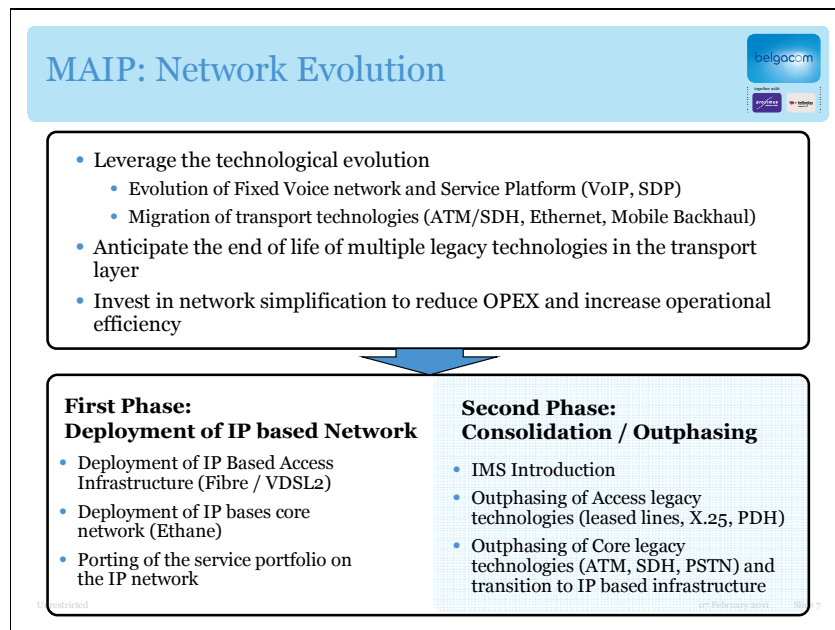 MAIP: Network Evolution
belgacom
together with
proximus
• Leverage the technological evolution
• Evolution of Fixed Voice network and Service Platform (VoIP, SDP)
• Migration of transport technologies (ATM/SDH, Ethernet, Mobile Backhaul)
• Anticipate the end of life of multiple legacy technologies in the transport
layer
• Invest in network simplification to reduce OPEX and increase operational
efficiency
First Phase:
Deployment of IP based Network
• Deployment of IP Based Access
Infrastructure (Fibre / VDSL2)
• Deployment of IP bases core
network (Ethane)
• Porting of the service portfolio on
the IP network
Second Phase:
Consolidation / Outphasing
• IMS Introduction
• Outphasing of Access legacy
technologies (leased lines, X.25, PDH)
• Outphasing of Core legacy
technologies (ATM, SDH, PSTN) and
transition to IP based infrastructure
Unrestricted
07 February 2011 Slide 7